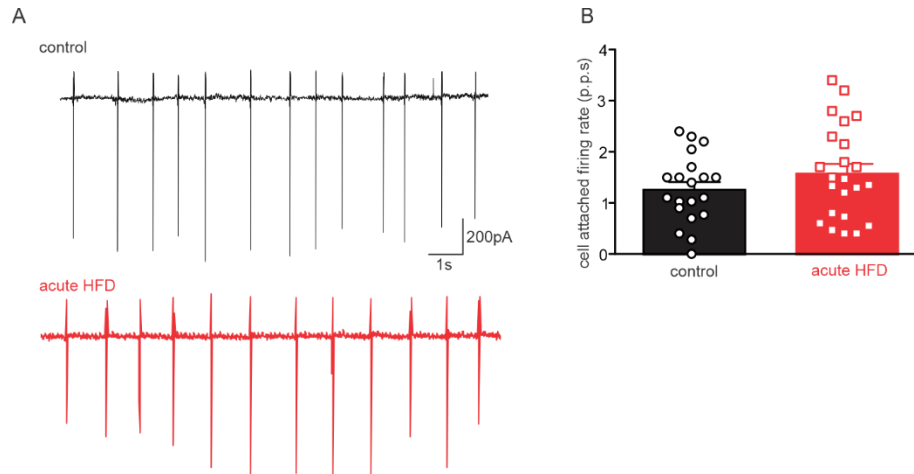 A
control
200pA
1s
acute HFD
B
cell attached firing rate (p.p.s)
4
3
2
1
0
control
acute HFD